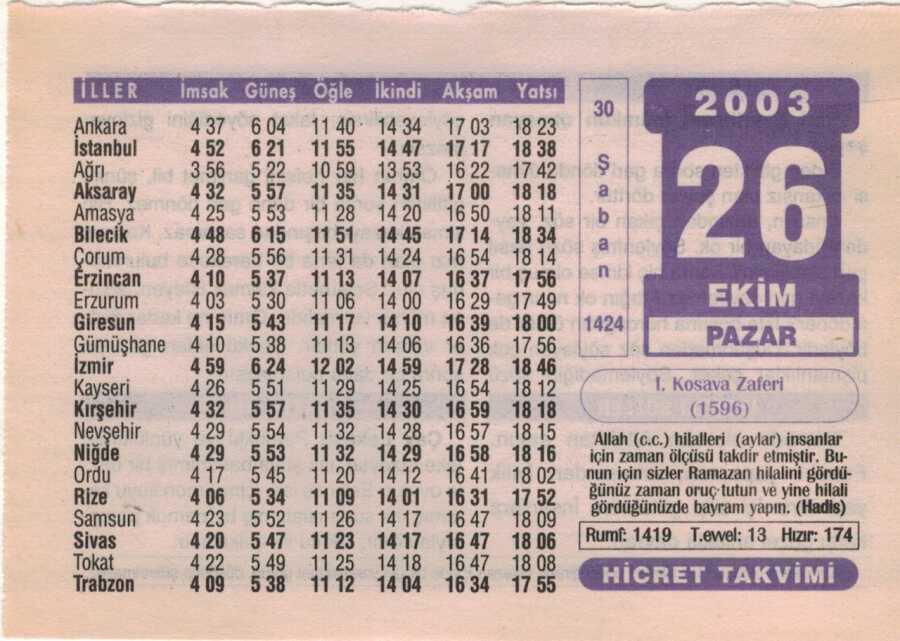 İLLER İmsak Güneş Öğle İkindi Akşam Yatsı
Ankara 4 37 6 04 11 40 14 34 17 03 18 23
İstanbul 4 52 6 21 11 55 14 47 17 17 18 38
Ağrı 3 56 5 22 10 59 13 53 16 22 17 42
Aksaray 4 32 5 57 11 35 14 31 17 00 18 18
Amasya 4 25 5 53 11 28 14 20 16 50 18 11
Bilecik 4 48 6 15 11 51 14 45 17 14 18 34
Çorum 4 28 5 56 11 31 14 24 16 54 18 14
Erzincan 4 10 5 37 11 13 14 07 16 37 17 56
Erzurum 4 03 5 30 11 06 14 00 16 29 17 49
Giresun 4 15 5 43 11 17 14 10 16 39 18 00
Gümüşhane 4 10 5 38 11 13 14 06 16 36 17 56
İzmir 4 59 6 24 12 02 14 59 17 28 18 46
Kayseri 4 26 5 51 11 29 14 25 16 54 18 12
Kırşehir 4 32 5 57 11 35 14 30 16 59 18 18
Nevşehir 4 29 5 54 11 32 14 28 16 57 18 15
Niğde 4 29 5 53 11 32 14 29 16 58 18 16
Ordu 4 17 5 45 11 20 14 12 16 41 18 02
Rize 4 06 5 34 11 09 14 01 16 31 17 52
Samsun 4 23 5 52 11 26 14 17 16 47 18 09
Sivas 4 20 5 47 11 23 14 17 16 47 18 06
Tokat 4 22 5 49 11 25 14 18 16 47 18 08
Trabzon 4 09 5 38 11 12 14 04 16 34 17 55
30
Ş
a
b
a
n
1424
2003
26
EKİM
PAZAR
I. Kosava Zaferi
(1596)
Allah (c.c.) hilalleri (aylar) insanlar
için zaman ölçüsü takdir etmiştir. Bu-
nun için sizler Ramazan hilalini gördü-
ğünüz zaman oruç tutun ve yine hilali
gördüğünüzde bayram yapın. (Hadis)
Rumî: 1419 T.evvel: 13 Hızır: 174
HİCRET TAKVİMİ